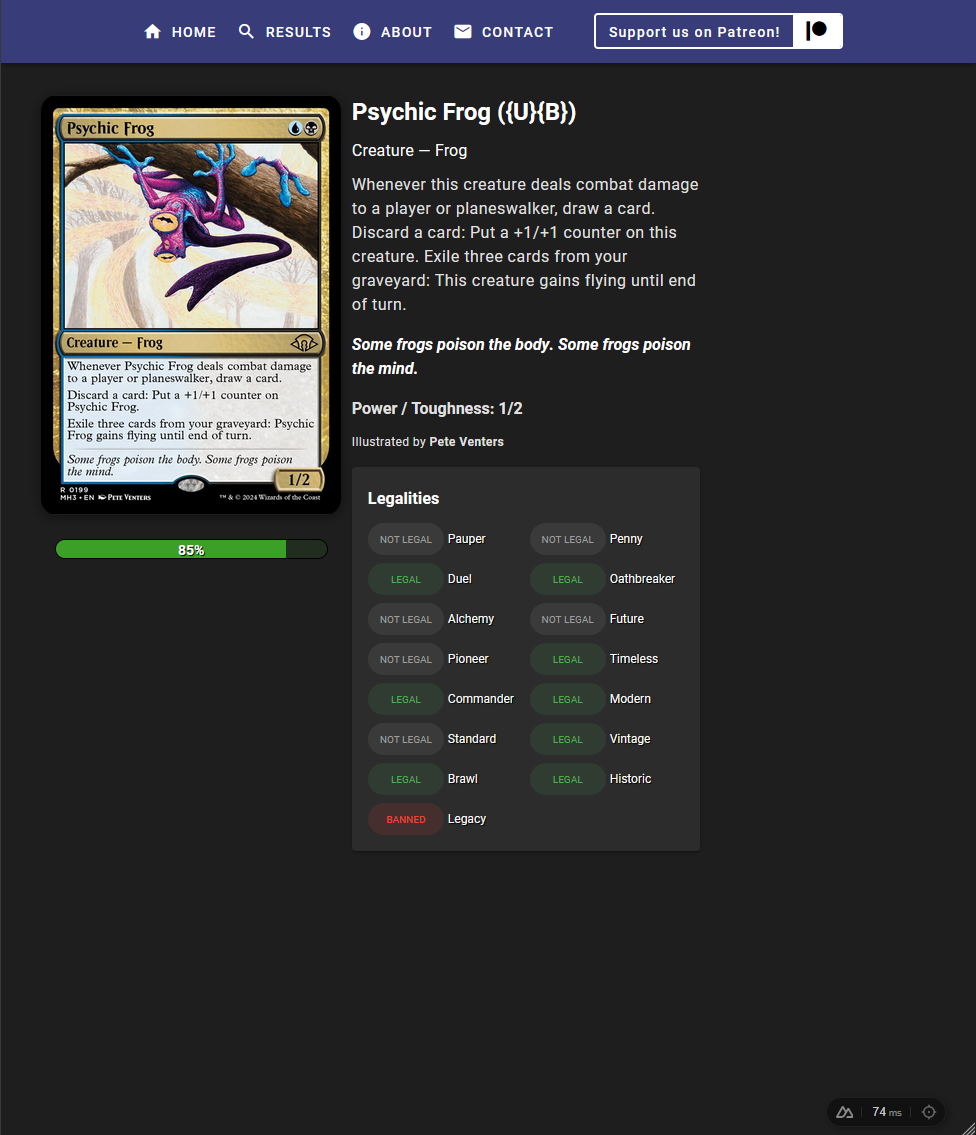 HOME RESULTS ABOUT CONTACT Support us on Patreon!
Psychic Frog
Creature — Frog
Whenever Psychic Frog deals combat damage
to a player or planeswalker, draw a card.
Discard a card: Put a +1/+1 counter on
Psychic Frog.
Exile three cards from your graveyard: Psychic
Frog gains flying until end of turn.
Some frogs poison the body. Some frogs poison
the mind.
1/2
R 0199
MH3 • EN PETE VENTERS
™ & © 2024 Wizards of the Coast
85%
Psychic Frog ({U}{B})
Creature — Frog
Whenever this creature deals combat damage
to a player or planeswalker, draw a card.
Discard a card: Put a +1/+1 counter on this
creature. Exile three cards from your
graveyard: This creature gains flying until end
of turn.
Some frogs poison the body. Some frogs poison
the mind.
Power / Toughness: 1/2
Illustrated by Pete Venters
Legalities
NOT LEGAL Pauper NOT LEGAL Penny
LEGAL Duel LEGAL Oathbreaker
NOT LEGAL Alchemy NOT LEGAL Future
NOT LEGAL Pioneer LEGAL Timeless
LEGAL Commander LEGAL Modern
NOT LEGAL Standard LEGAL Vintage
LEGAL Brawl LEGAL Historic
BANNED Legacy
74 ms